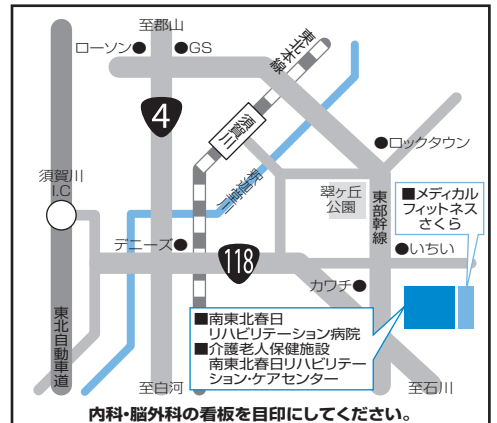 至郡山
ローソン●
●GS
東北本線
4
須賀川
●ロックタウン
須賀川
I.C
釈迦堂川
翠ヶ丘
公園
東部幹線
■メディカル
フィットネス
さくら
デニーズ●
118
●いちい
カワチ●
東北自動車道
■南東北春日
リハビリテーション病院
■介護老人保健施設
南東北春日リハビリテー
ション・ケアセンター
至白河
至石川
内科・脳外科の看板を目印にしてください。